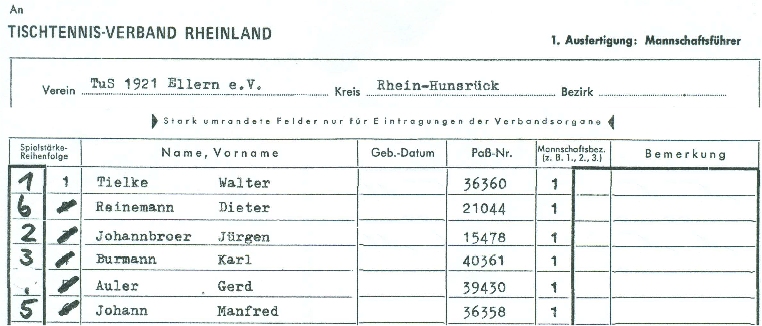 An
TISCHTENNIS-VERBAND RHEINLAND
1. Ausfertigung: Mannschaftsführer
Verein TuS 1921 Ellern e.V. Kreis Rhein-Hunsrück Bezirk
Stark umrandete Felder nur für Eintragungen der Verbandsorgane
Spielstärke-Reihenfolge Name, Vorname Geb.-Datum Paß-Nr. Mannschaftsbez. (z. B. 1., 2., 3.) Bemerkung
1 1 Tielke Walter 36360 1
6 Reinemann Dieter 21044 1
2 Johannbroer Jürgen 15478 1
3 Burmann Karl 40361 1
. Auler Gerd 39430 1
5 Johann Manfred 36358 1